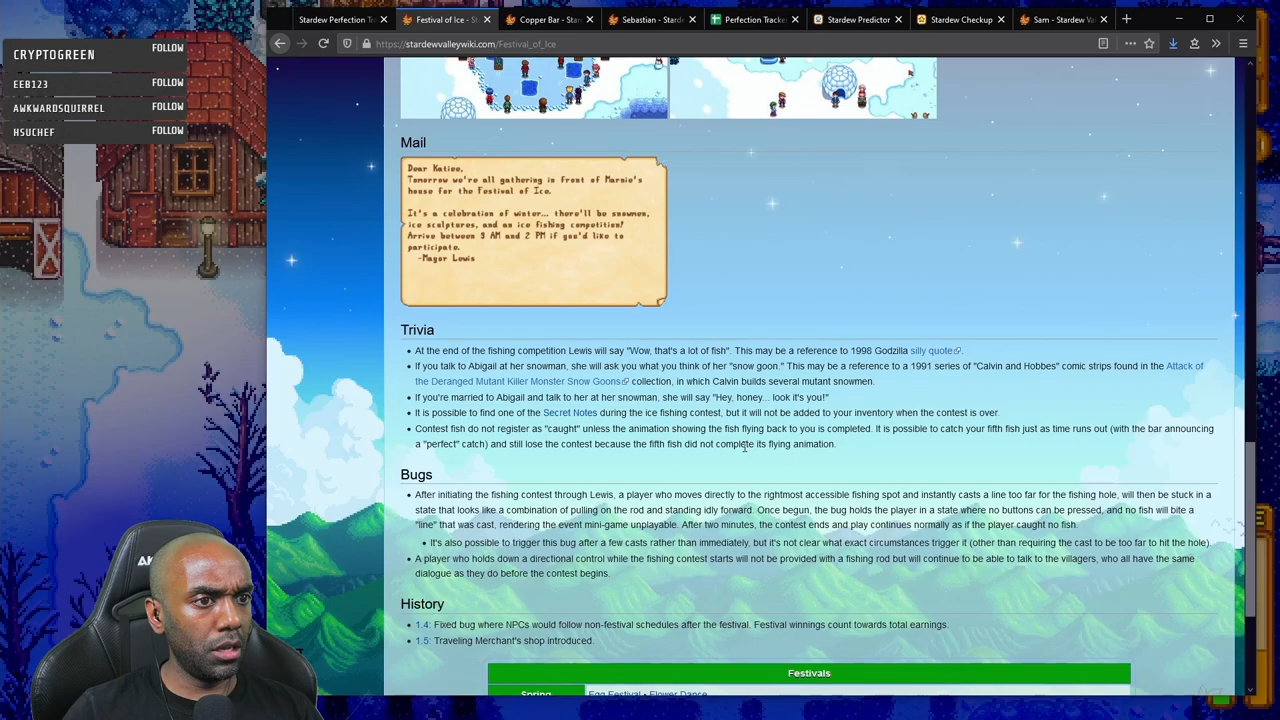 Stardew Perfection Tr
Festival of Ice - St
Copper Bar - Star
Sebastian - Stardew
Perfection Tracke
Stardew Predictor
Stardew Checkup
Sam - Stardew Val
https://stardewvalleywiki.com/Festival_of_Ice
CRYPTOGREEN FOLLOW
EEB123 FOLLOW
AWKWARDSQUIRREL FOLLOW
HSUCHEF FOLLOW
Mail
Dear Katiee,
Tomorrow we're all gathering in front of Marnie's
house for the Festival of Ice.
It's a celebration of winter... there'll be snowmen,
ice sculptures, and an ice fishing competition!
Arrive between 9 AM and 2 PM if you'd like to
participate.
-Mayor Lewis
Trivia
At the end of the fishing competition Lewis will say "Wow, that's a lot of fish". This may be a reference to 1998 Godzilla silly quote.
If you talk to Abigail at her snowman, she will ask you what you think of her "snow goon." This may be a reference to a 1991 series of "Calvin and Hobbes" comic strips found in the Attack
of the Deranged Mutant Killer Monster Snow Goons collection, in which Calvin builds several mutant snowmen.
If you're married to Abigail and talk to her at her snowman, she will say "Hey, honey... look it's you!"
It is possible to find one of the Secret Notes during the ice fishing contest, but it will not be added to your inventory when the contest is over.
Contest fish do not register as "caught" unless the animation showing the fish flying back to you is completed. It is possible to catch your fifth fish just as time runs out (with the bar announcing
a "perfect" catch) and still lose the contest because the fifth fish did not complete its flying animation.
Bugs
After initiating the fishing contest through Lewis, a player who moves directly to the rightmost accessible fishing spot and instantly casts a line too far for the fishing hole, will then be stuck in a
state that looks like a combination of pulling on the rod and standing idly forward. Once begun, the bug holds the player in a state where no buttons can be pressed, and no fish will bite a
"line" that was cast, rendering the event mini-game unplayable. After two minutes, the contest ends and play continues normally as if the player caught no fish.
It's also possible to trigger this bug after a few casts rather than immediately, but it's not clear what exact circumstances trigger it (other than requiring the cast to be too far to hit the hole).
A player who holds down a directional control while the fishing contest starts will not be provided with a fishing rod but will continue to be able to talk to the villagers, who all have the same
dialogue as they do before the contest begins.
History
1.4: Fixed bug where NPCs would follow non-festival schedules after the festival. Festival winnings count towards total earnings.
1.5: Traveling Merchant's shop introduced.
Festivals
Spring Egg Festival • Flower Dance